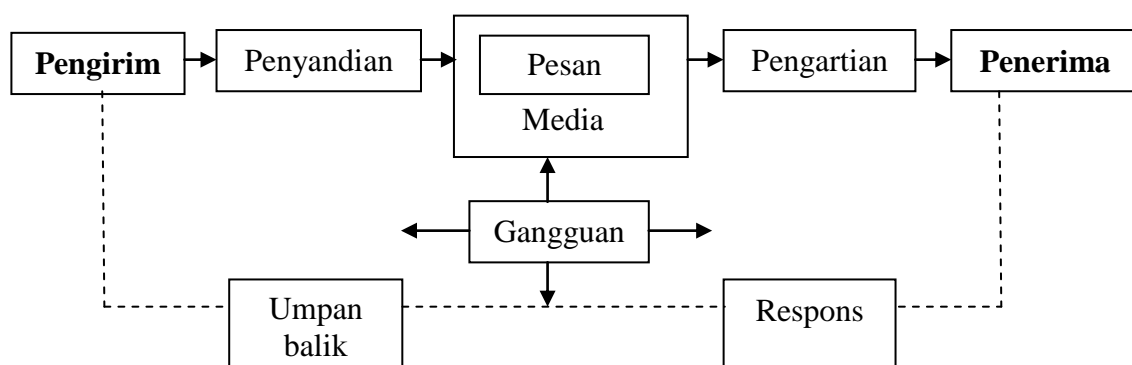 Pengirim
Penyandian
Pesan
Media
Pengartian
Penerima
Gangguan
Umpan
balik
Respons